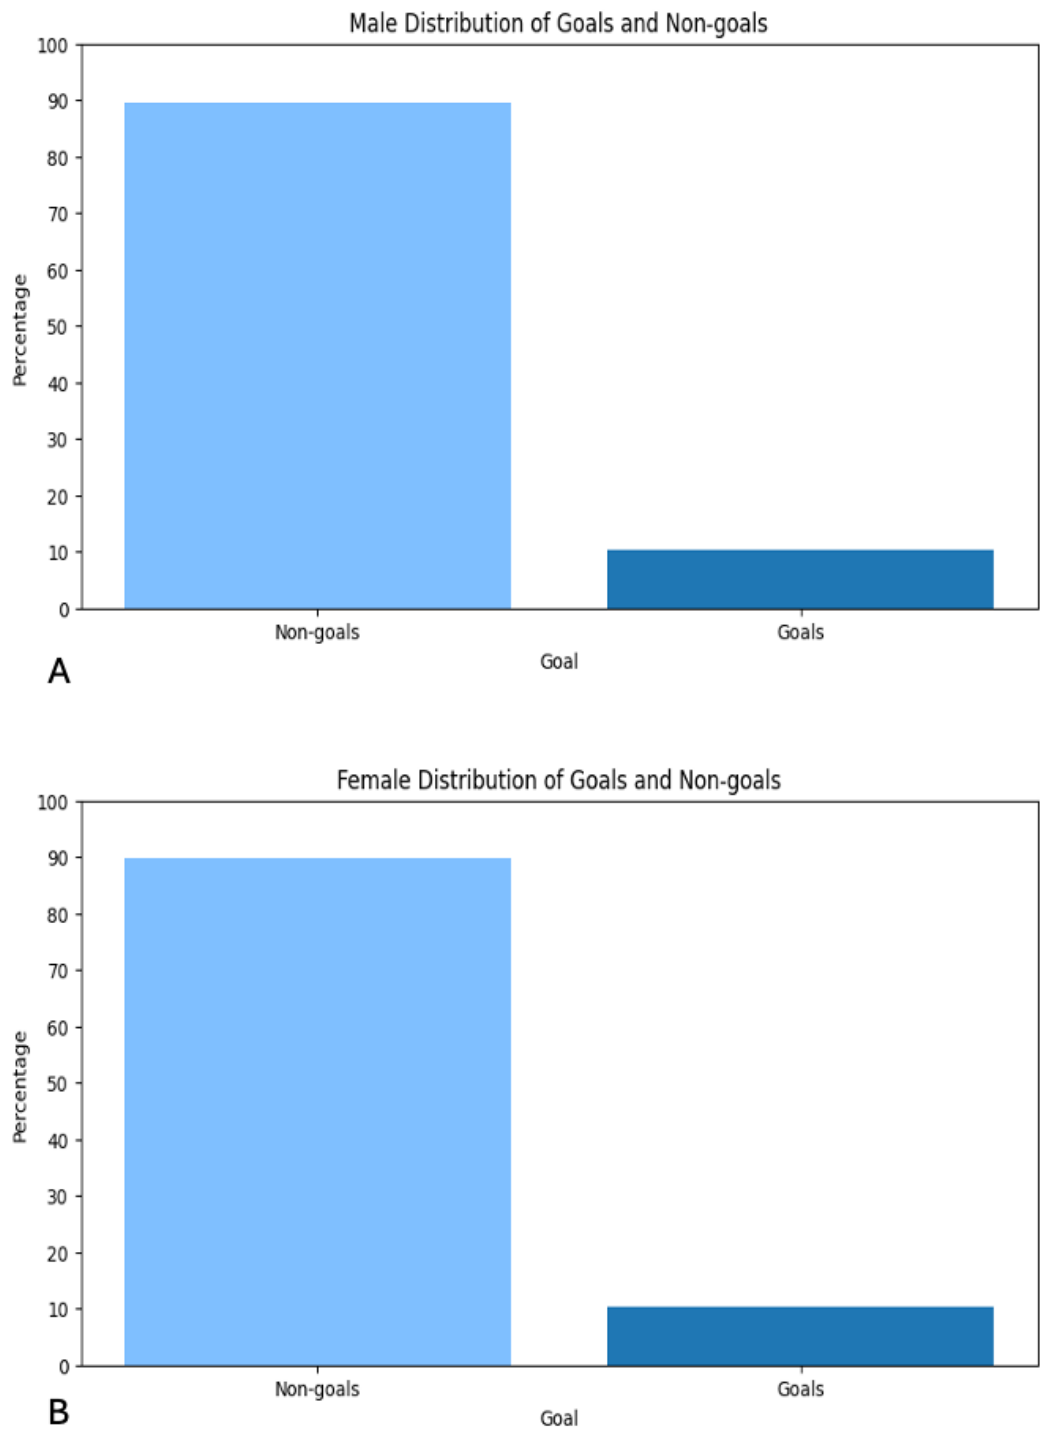 Male Distribution of Goals and Non-goals
100
90
80
70
60
50
40
30
20
10
0
Percentage
Non-goals Goals
Goal
A
Female Distribution of Goals and Non-goals
100
90
80
70
60
50
40
30
20
10
0
Percentage
Non-goals Goals
Goal
B